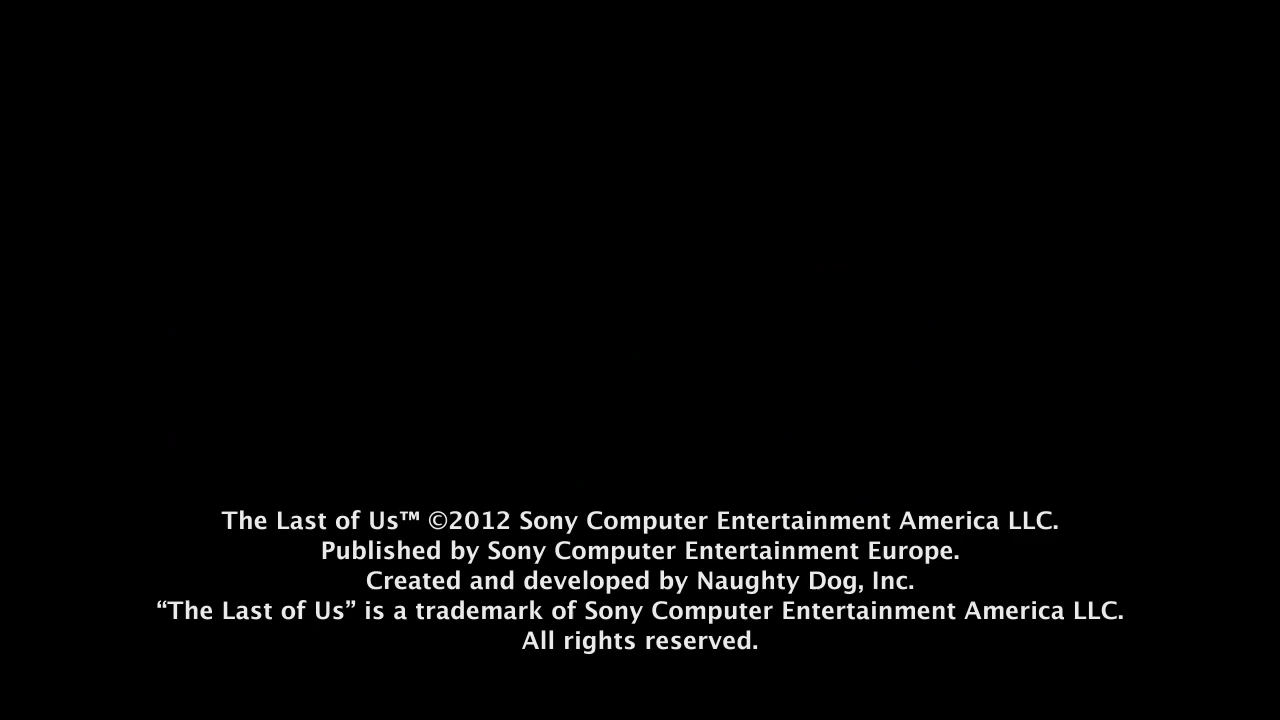 The Last of Us™ ©2012 Sony Computer Entertainment America LLC.
Published by Sony Computer Entertainment Europe.
Created and developed by Naughty Dog, Inc.
“The Last of Us” is a trademark of Sony Computer Entertainment America LLC.
All rights reserved.